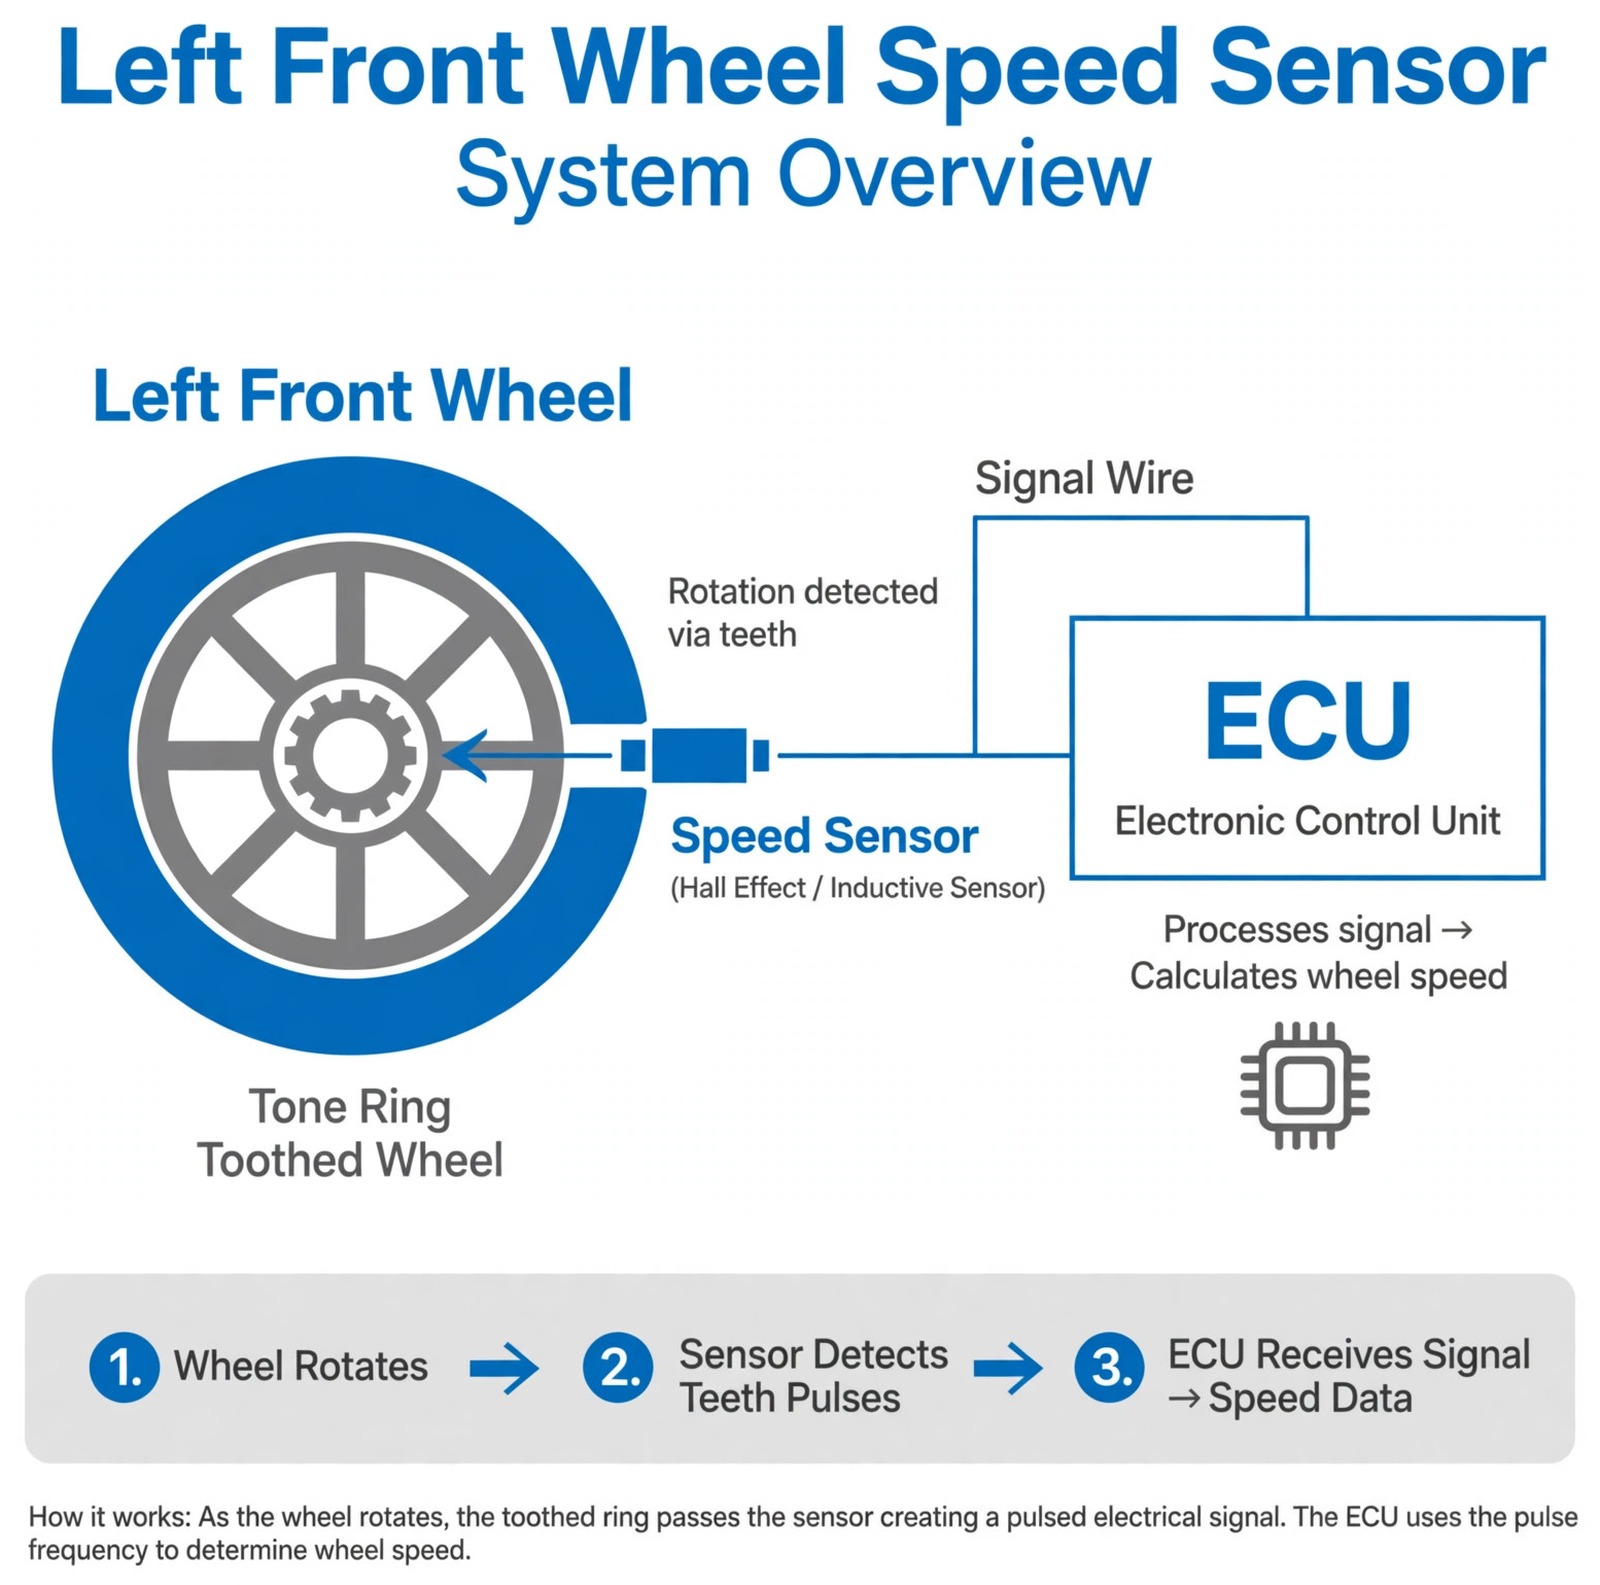 Left Front Wheel Speed Sensor
System Overview
Left Front Wheel
Signal Wire
Rotation detected
via teeth
ECU
Electronic Control Unit
Speed Sensor
(Hall Effect / Inductive Sensor)
Processes signal →
Calculates wheel speed
Tone Ring
Toothed Wheel
1. Wheel Rotates
2. Sensor Detects
Teeth Pulses
3. ECU Receives Signal
→ Speed Data
How it works: As the wheel rotates, the toothed ring passes the sensor creating a pulsed electrical signal. The ECU uses the pulse
frequency to determine wheel speed.